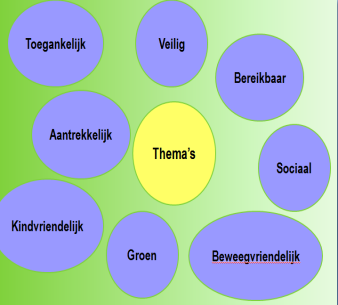 Toegankelijk
Veilig
Bereikbaar
Aantrekkelijk
Thema's
Sociaal
Kindvriendelijk
Groen
Beweegvriendelijk